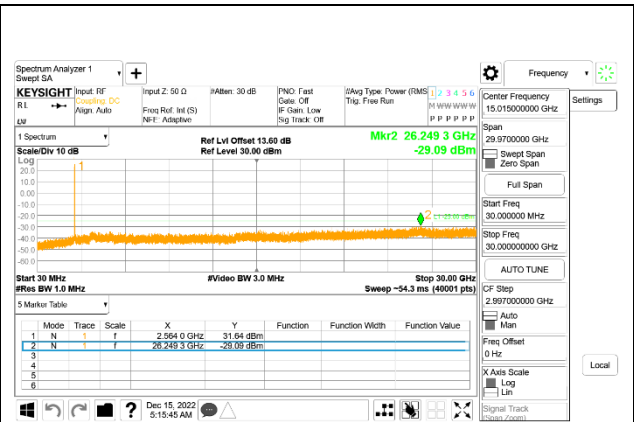 Spectrum Analyzer 1
Swept SA
Frequency
KEYSIGHT
Input: RF
Input Z: 50 Ω
#Atten: 30 dB
PNO: Fast
#Avg Type: Power (RMS
1 2 3 4 5 6
RL
Coupling: DC
Gate: Off
Trig: Free Run
Align: Auto
Freq Ref: Int (S)
IF Gain: Low
M W W W W W
NFE: Adaptive
Sig Track: Off
P P P P P P
Center Frequency
15.015000000 GHz
Settings
1 Spectrum
Ref Lvl Offset 13.60 dB
Mkr2 26.249 3 GHz
Scale/Div 10 dB
Ref Level 30.00 dBm
-29.09 dBm
Span
29.9700000 GHz
Swept Span
Zero Span
Log
20.0
10.0
0.00
-10.0
-20.0
-30.0
-40.0
-50.0
-60.0
1
2
Full Span
Start Freq
30.000000 MHz
Stop Freq
30.000000000 GHz
AUTO TUNE
Start 30 MHz
#Video BW 3.0 MHz
Stop 30.00 GHz
#Res BW 1.0 MHz
Sweep ~54.3 ms (40001 pts)
CF Step
2.997000000 GHz
Auto
Man
5 Marker Table
Mode Trace Scale X Y Function Function Width Function Value
1 N 1 f 2.564 0 GHz 31.64 dBm
2 N 1 f 26.249 3 GHz -29.09 dBm
3
4
5
6
Freq Offset
0 Hz
X Axis Scale
Log
Lin
Local
Signal Track
(Span Zoom)
?
Dec 15, 2022
5:15:45 AM